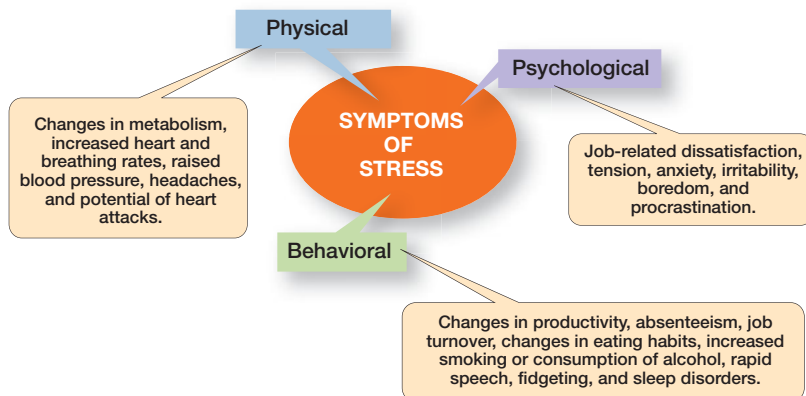 Physical
Psychological
SYMPTOMS
OF
STRESS
Changes in metabolism,
increased heart and
breathing rates, raised
blood pressure, headaches,
and potential of heart
attacks.
Job-related dissatisfaction,
tension, anxiety, irritability,
boredom, and
procrastination.
Behavioral
Changes in productivity, absenteeism, job
turnover, changes in eating habits, increased
smoking or consumption of alcohol, rapid
speech, fidgeting, and sleep disorders.